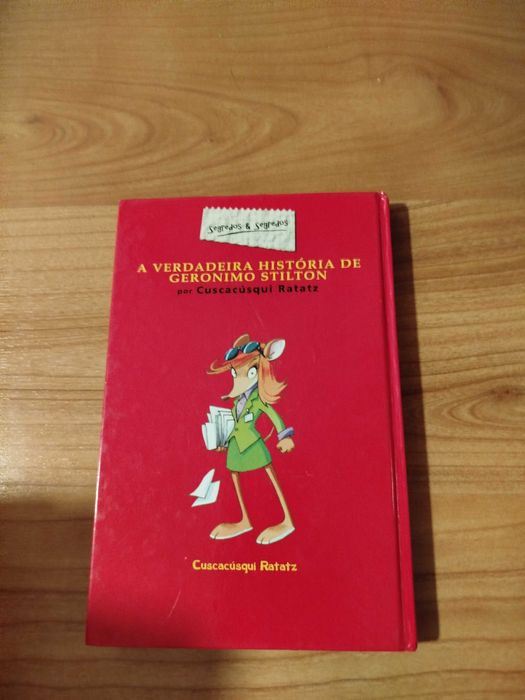 Segredos & Segredos
A VERDADEIRA HISTÓRIA DE
GERONIMO STILTON
por Cuscacúsqui Ratatz
Cuscacúsqui Ratatz